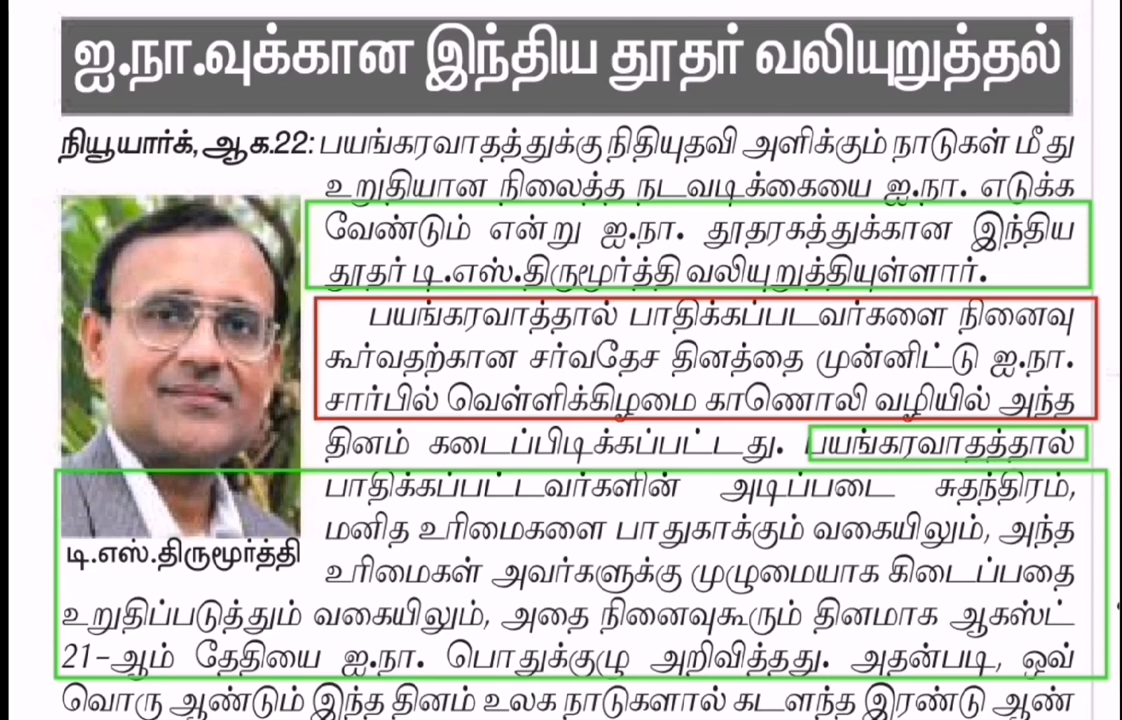 ஐ.நா.வுக்கான இந்திய தூதர் வலியுறுத்தல்
நியூயார்க், ஆக.22: பயங்கரவாதத்துக்கு நிதியுதவி அளிக்கும் நாடுகள் மீது
உறுதியான நிலைத்த நடவடிக்கையை ஐ.நா. எடுக்க
வேண்டும் என்று ஐ.நா. தூதரகத்துக்கான இந்திய
தூதர் டி.எஸ்.திருமூர்த்தி வலியுறுத்தியுள்ளார்.
பயங்கரவாத்தால் பாதிக்கப்படவர்களை நினைவு
கூர்வதற்கான சர்வதேச தினத்தை முன்னிட்டு ஐ.நா.
சார்பில் வெள்ளிக்கிழமை காணொலி வழியில் அந்த
தினம் கடைப்பிடிக்கப்பட்டது. பயங்கரவாதத்தால்
பாதிக்கப்பட்டவர்களின் அடிப்படை சுதந்திரம்,
மனித உரிமைகளை பாதுகாக்கும் வகையிலும், அந்த
உரிமைகள் அவர்களுக்கு முழுமையாக கிடைப்பதை
உறுதிப்படுத்தும் வகையிலும், அதை நினைவுகூரும் தினமாக ஆகஸ்ட்
21-ஆம் தேதியை ஐ.நா. பொதுக்குழு அறிவித்தது. அதன்படி, ஒவ்
வொரு ஆண்டும் இந்த தினம் உலக நாடுகளால் கடளந்த இரண்டு ஆண்
டி.எஸ்.திருமூர்த்தி